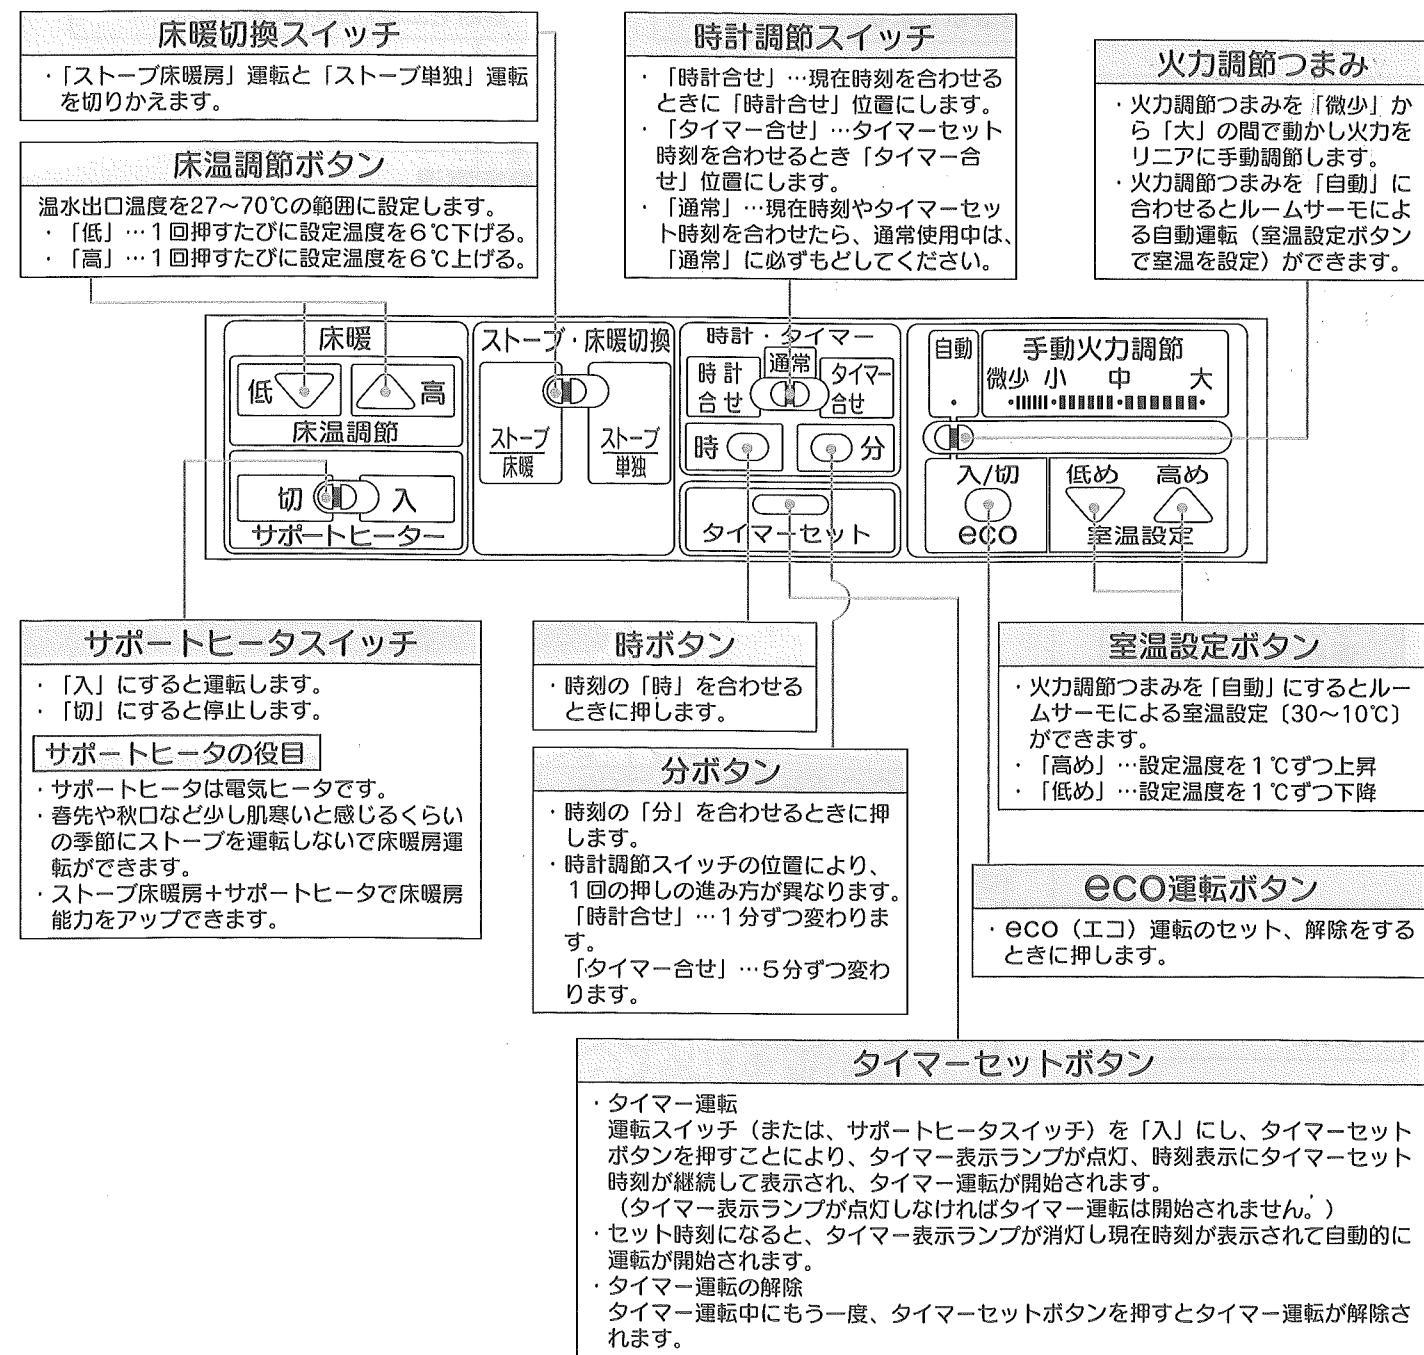 床暖切換スイッチ
・「ストーブ床暖房」運転と「ストーブ単独」運転
を切りかえます。
床温調節ボタン
温水出口温度を27〜70℃の範囲に設定します。
・「低」…1回押すたびに設定温度を6℃下げる。
・「高」…1回押すたびに設定温度を6℃上げる。
時計調節スイッチ
・「時計合せ」…現在時刻を合わせる
ときに「時計合せ」位置にします。
・「タイマー合せ」…タイマーセット
時刻を合わせるとき「タイマー合
せ」位置にします。
・「通常」…現在時刻やタイマーセッ
ト時刻を合わせたら、通常使用中は、
「通常」に必ずもどしてください。
火力調節つまみ
・火力調節つまみを「微少」か
ら「大」の間で動かし火力を
リニアに手動調節します。
・火力調節つまみを「自動」に
合わせるとルームサーモによ
る自動運転（室温設定ボタン
で室温を設定）ができます。
床暖
低
高
床温調節
切
入
サポートヒーター
ストーブ・床暖切換
ストーブ
床暖
ストーブ
単独
時計・タイマー
時計
合せ
通常
タイマー
合せ
時
分
タイマーセット
自動
手動火力調節
微少 小 中 大
入/切
eco
低め 高め
室温設定
サポートヒータスイッチ
・「入」にすると運転します。
・「切」にすると停止します。
サポートヒータの役目
・サポートヒータは電気ヒータです。
・春先や秋口など少し肌寒いと感じるくらい
の季節にストーブを運転しないで床暖房運
転ができます。
・ストーブ床暖房＋サポートヒータで床暖房
能力をアップできます。
時ボタン
・時刻の「時」を合わせる
ときに押します。
分ボタン
・時刻の「分」を合わせるときに押
します。
・時計調節スイッチの位置により、
1回の押しの進み方が異なります。
「時計合せ」…1分ずつ変わりま
す。
「タイマー合せ」…5分ずつ変わ
ります。
室温設定ボタン
・火力調節つまみを「自動」にするとルー
ムサーモによる室温設定〔30〜10℃〕
ができます。
・「高め」…設定温度を1℃ずつ上昇
・「低め」…設定温度を1℃ずつ下降
eco運転ボタン
・eco（エコ）運転のセット、解除をする
ときに押します。
タイマーセットボタン
・タイマー運転
運転スイッチ（または、サポートヒータスイッチ）を「入」にし、タイマーセット
ボタンを押すことにより、タイマー表示ランプが点灯、時刻表示にタイマーセット
時刻が継続して表示され、タイマー運転が開始されます。
（タイマー表示ランプが点灯しなければタイマー運転は開始されません。）
・セット時刻になると、タイマー表示ランプが消灯し現在時刻が表示されて自動的に
運転が開始されます。
・タイマー運転の解除
タイマー運転中にもう一度、タイマーセットボタンを押すとタイマー運転が解除さ
れます。